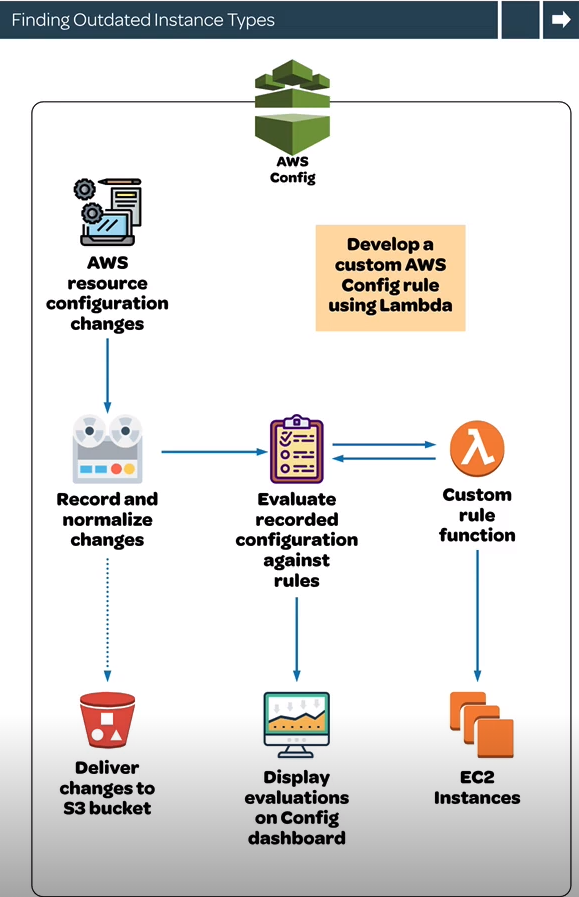 Finding Outdated Instance Types
AWS
Config
Develop a
custom AWS
Config rule
using Lambda
AWS
resource
configuration
changes
Record and
normalize
changes
Evaluate
recorded
configuration
against
rules
λ
Custom
rule
function
Deliver
changes to
S3 bucket
Display
evaluations
on Config
dashboard
EC2
Instances